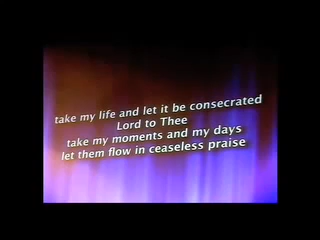 take my life and let it be consecrated
Lord to Thee
take my moments and my days
let them flow in ceaseless praise